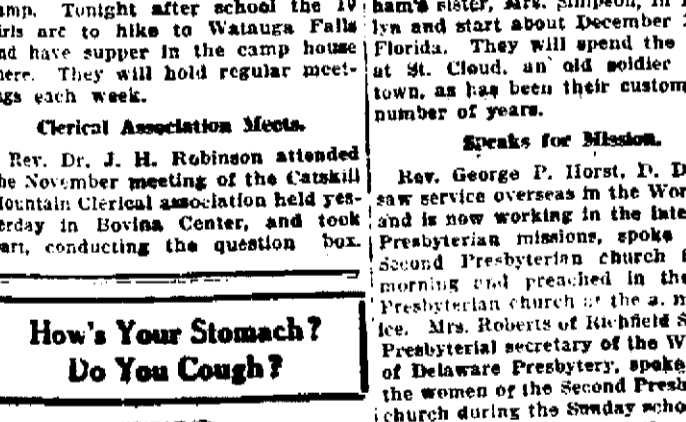 amp. Tonight after school the 10
irls are to hike to Watauga Falls
nd have supper in the camp house
here. They will hold regular meet-
ngs each week.
Clerical Association Meets.
Rev. Dr. J. H. Robinson attended
he November meeting of the Catskill
Mountain Clerical association held yes-
erday in Bovina Center, and took
art, conducting the question box.
How's Your Stomach?
Do You Cough?
ham's sister, Mrs. Simpson, in
lyn and start about December
Florida. They will spend the
at St. Cloud, an old soldier
town, as has been their custom
number of years.
Speaks for Mission.
Rev. George P. Horst, D. D
saw service overseas in the Wor
and is now working in the inte
Presbyterian missions, spoke
Second Presbyterian church
morning and preached in the
Presbyterian church at the a. m
ice. Mrs. Roberts of Richfield S
Presbyterial secretary of the W
of Delaware Presbytery, spoke
the women of the Second Presb
church during the Sunday scho